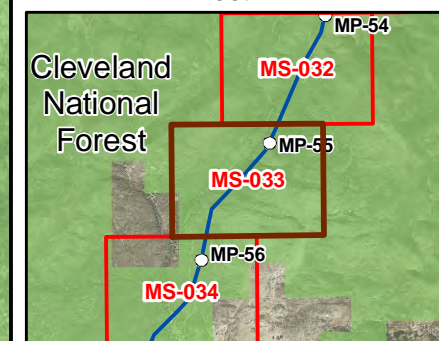 MP-54
Cleveland
National
Forest
MS-032
MP-55
MS-033
MP-56
MS-034